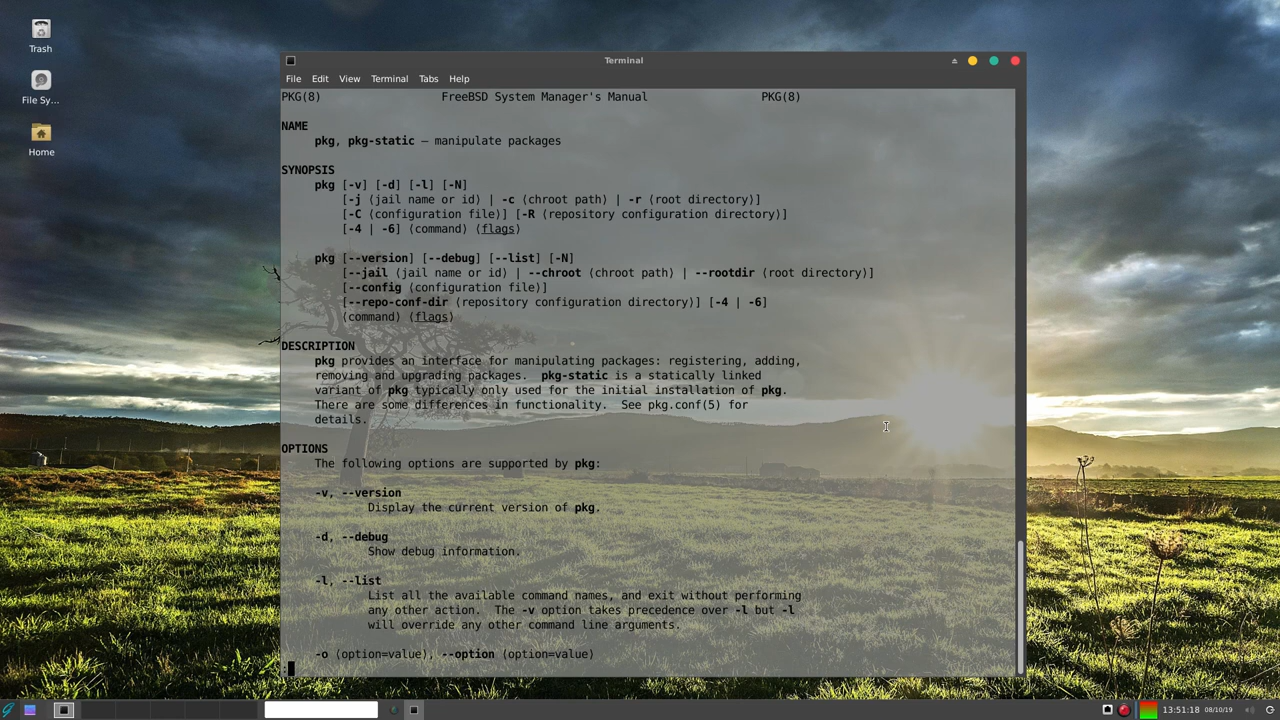 Trash
File Sy...
Home
Terminal
File Edit View Terminal Tabs Help
PKG(8) FreeBSD System Manager's Manual PKG(8)
NAME
pkg, pkg-static – manipulate packages
SYNOPSIS
pkg [-v] [-d] [-l] [-N]
[-j ⟨jail name or id⟩ | -c ⟨chroot path⟩ | -r ⟨root directory⟩]
[-C ⟨configuration file⟩] [-R ⟨repository configuration directory⟩]
[-4 | -6] ⟨command⟩ ⟨flags⟩
pkg [--version] [--debug] [--list] [-N]
[--jail ⟨jail name or id⟩ | --chroot ⟨chroot path⟩ | --rootdir ⟨root directory⟩]
[--config ⟨configuration file⟩]
[--repo-conf-dir ⟨repository configuration directory⟩] [-4 | -6]
⟨command⟩ ⟨flags⟩
DESCRIPTION
pkg provides an interface for manipulating packages: registering, adding,
removing and upgrading packages.  pkg-static is a statically linked
variant of pkg typically only used for the initial installation of pkg.
There are some differences in functionality.  See pkg.conf(5) for
details.
OPTIONS
The following options are supported by pkg:
-v, --version
Display the current version of pkg.
-d, --debug
Show debug information.
-l, --list
List all the available command names, and exit without performing
any other action.  The -v option takes precedence over -l but -l
will override any other command line arguments.
-o ⟨option=value⟩, --option ⟨option=value⟩
:
13:51:18 08/10/19